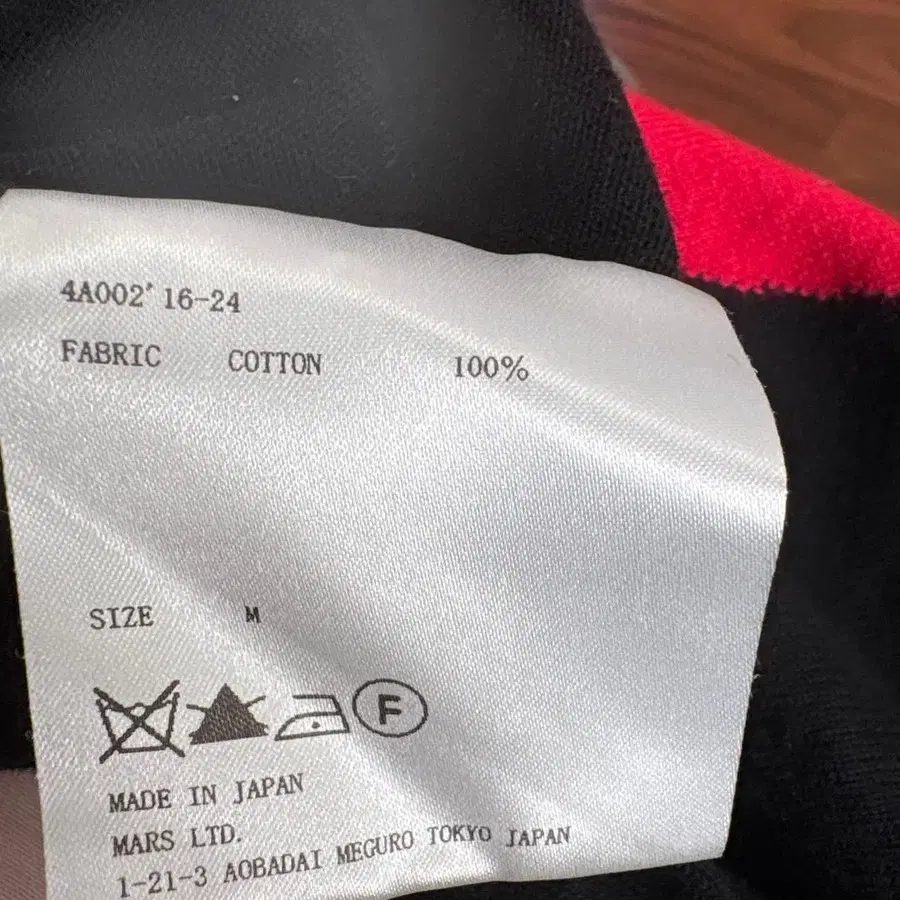 4A002' 16-24
FABRIC COTTON 100%
SIZE M
F
MADE IN JAPAN
MARS LTD.
1-21-3 AOBADAI MEGURO TOKYO JAPAN